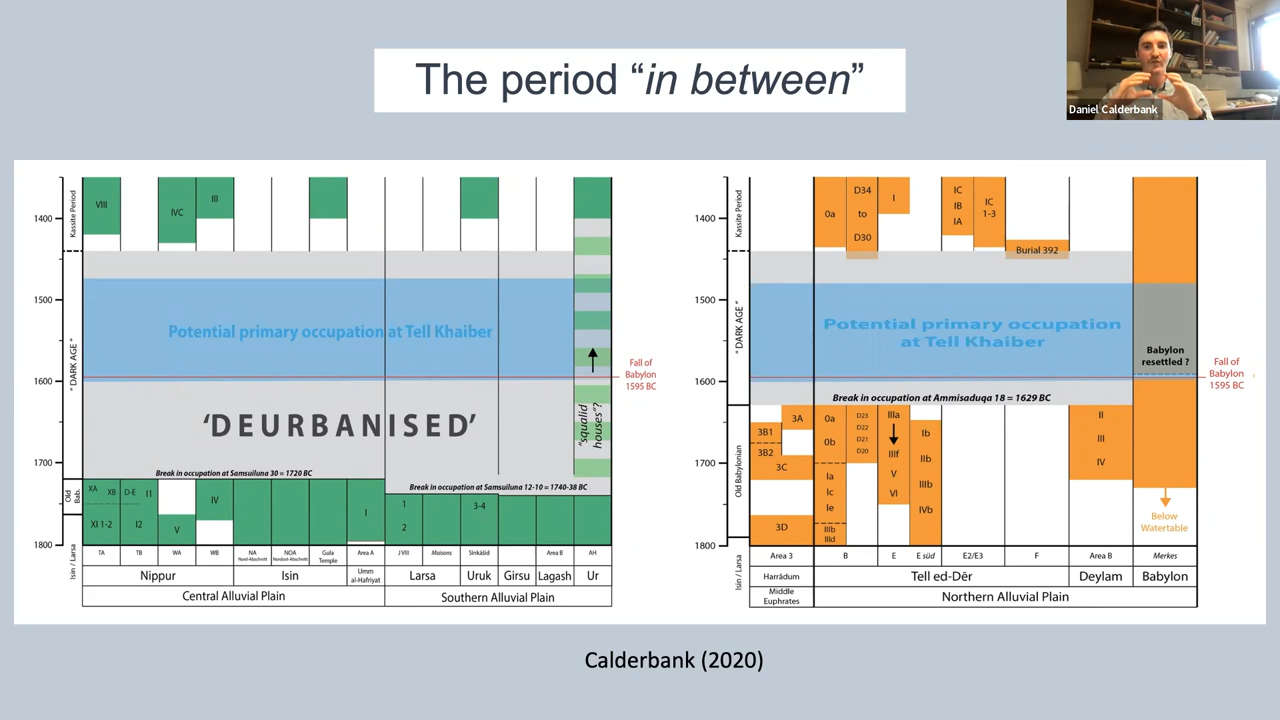 The period “in between”
Daniel Calderbank
Kassite Period
"DARK AGE"
Old Bab.
Isin / Larsa
1400
1500
1600
1700
1800
VIII
IVC
III
Potential primary occupation at Tell Khaiber
Fall of
Babylon
1595 BC
'DEURBANISED'
"squalid
houses"?
Break in occupation at Samsuiluna 30 = 1720 BC
Break in occupation at Samsuiluna 12-10 = 1740-38 BC
XA XB D-E I1
XI 1-2 I2 V IV I
1
2
3-4
TA TB WA WB NA NOA Gula Area A J VIII Maisons Sinkâšid Area B AH
Nord-Abschnitt Nordost-Abschnitt Temple
Nippur Isin Umm
al-Hafriyat Larsa Uruk Girsu Lagash Ur
Central Alluvial Plain Southern Alluvial Plain
Kassite Period
"DARK AGE"
Old Babylonian
Isin / Larsa
1400
1500
1600
1700
1800
0a
D34
to
D30
I
IC
IB
IA
IC
1-3
Burial 392
Potential primary occupation
at Tell Khaiber
Babylon
resettled ?
Fall of
Babylon
1595 BC
Break in occupation at Ammisaduqa 18 = 1629 BC
3A
3B1
3B2
3C
3D
0a
0b
Ia
Ic
Ie
IIIb
IIId
D23
D22
D21
D20
IIIa
IIIf
V
VI
Ib
IIb
IIIb
IVb
II
III
IV
Below
Watertable
Area 3 B E E süd E2/E3 F Area B Merkes
Harrâdum Tell ed-Dēr Deylam Babylon
Middle
Euphrates
Northern Alluvial Plain
Calderbank (2020)